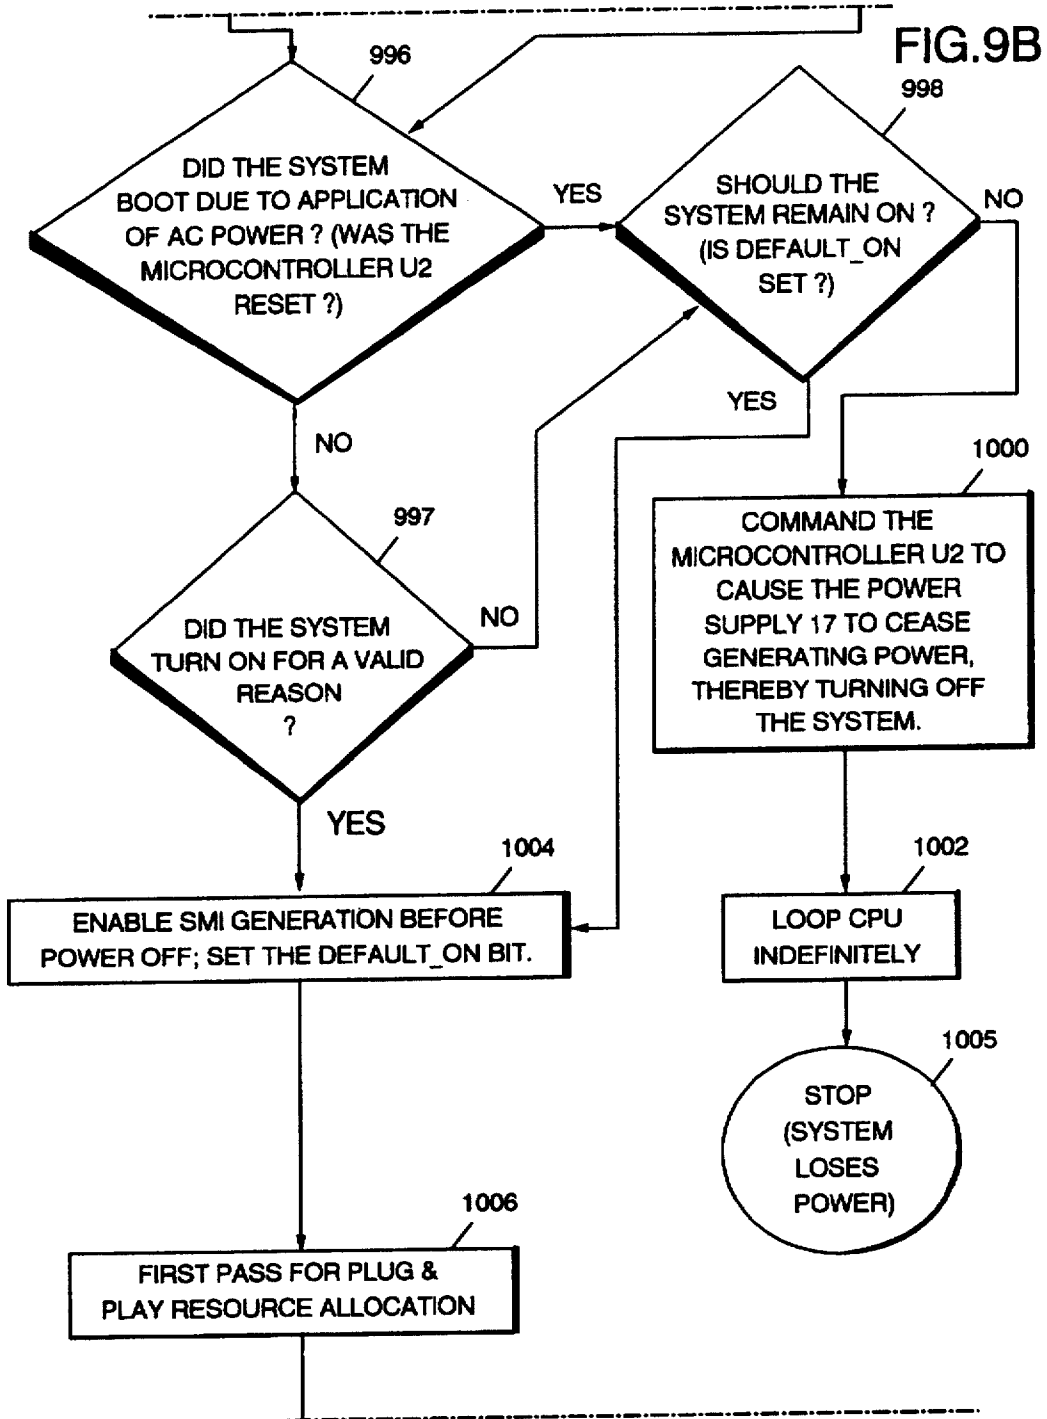 FIG.9B
996
DID THE SYSTEM
BOOT DUE TO APPLICATION
OF AC POWER ? (WAS THE
MICROCONTROLLER U2
RESET ?)
YES
NO
998
SHOULD THE
SYSTEM REMAIN ON ?
(IS DEFAULT_ON
SET ?)
NO
YES
997
DID THE SYSTEM
TURN ON FOR A VALID
REASON
?
NO
YES
1000
COMMAND THE
MICROCONTROLLER U2 TO
CAUSE THE POWER
SUPPLY 17 TO CEASE
GENERATING POWER,
THEREBY TURNING OFF
THE SYSTEM.
1004
ENABLE SMI GENERATION BEFORE
POWER OFF; SET THE DEFAULT_ON BIT.
1002
LOOP CPU
INDEFINITELY
1005
STOP
(SYSTEM
LOSES
POWER)
1006
FIRST PASS FOR PLUG &
PLAY RESOURCE ALLOCATION